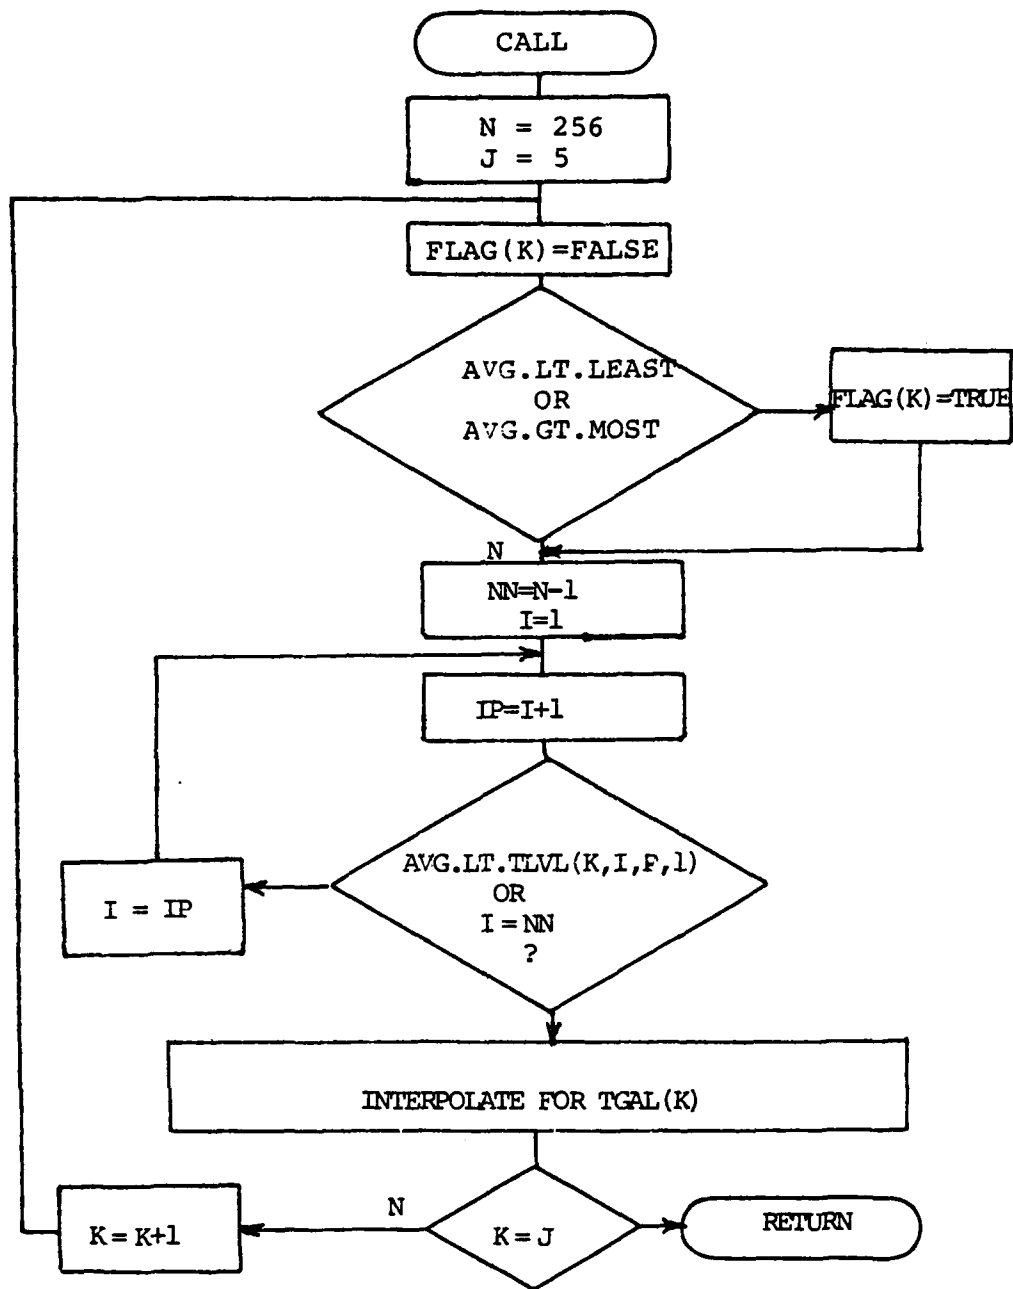 CALL
N = 256
J = 5
FLAG(K)=FALSE
AVG.LT.LEAST
OR
AVG.GT.MOST
FLAG(K)=TRUE
N
NN=N-1
I=1
IP=I+1
AVG.LT.TLVL(K,I,P,1)
OR
I=NN
?
I = IP
INTERPOLATE FOR TGAL(K)
N
K=K+1
K=J
RETURN